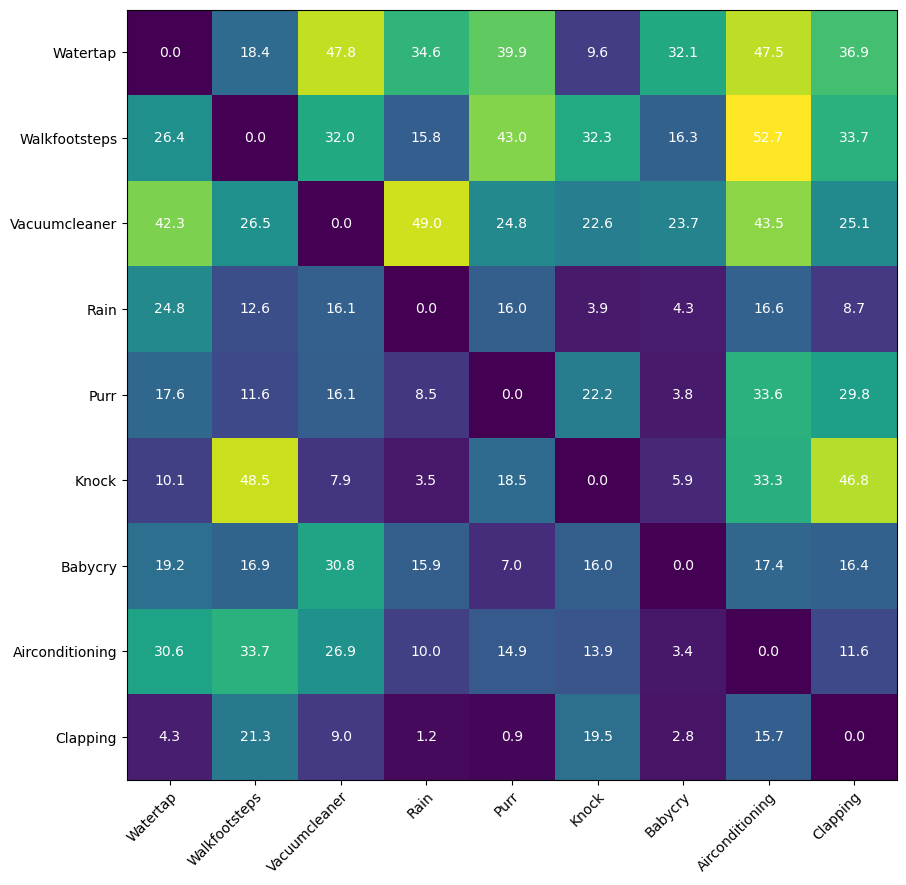 Watertap 0.0 18.4 47.8 34.6 39.9 9.6 32.1 47.5 36.9
Walkfootsteps 26.4 0.0 32.0 15.8 43.0 32.3 16.3 52.7 33.7
Vacuumcleaner 42.3 26.5 0.0 49.0 24.8 22.6 23.7 43.5 25.1
Rain 24.8 12.6 16.1 0.0 16.0 3.9 4.3 16.6 8.7
Purr 17.6 11.6 16.1 8.5 0.0 22.2 3.8 33.6 29.8
Knock 10.1 48.5 7.9 3.5 18.5 0.0 5.9 33.3 46.8
Babycry 19.2 16.9 30.8 15.9 7.0 16.0 0.0 17.4 16.4
Airconditioning 30.6 33.7 26.9 10.0 14.9 13.9 3.4 0.0 11.6
Clapping 4.3 21.3 9.0 1.2 0.9 19.5 2.8 15.7 0.0
Watertap Walkfootsteps Vacuumcleaner Rain Purr Knock Babycry Airconditioning Clapping